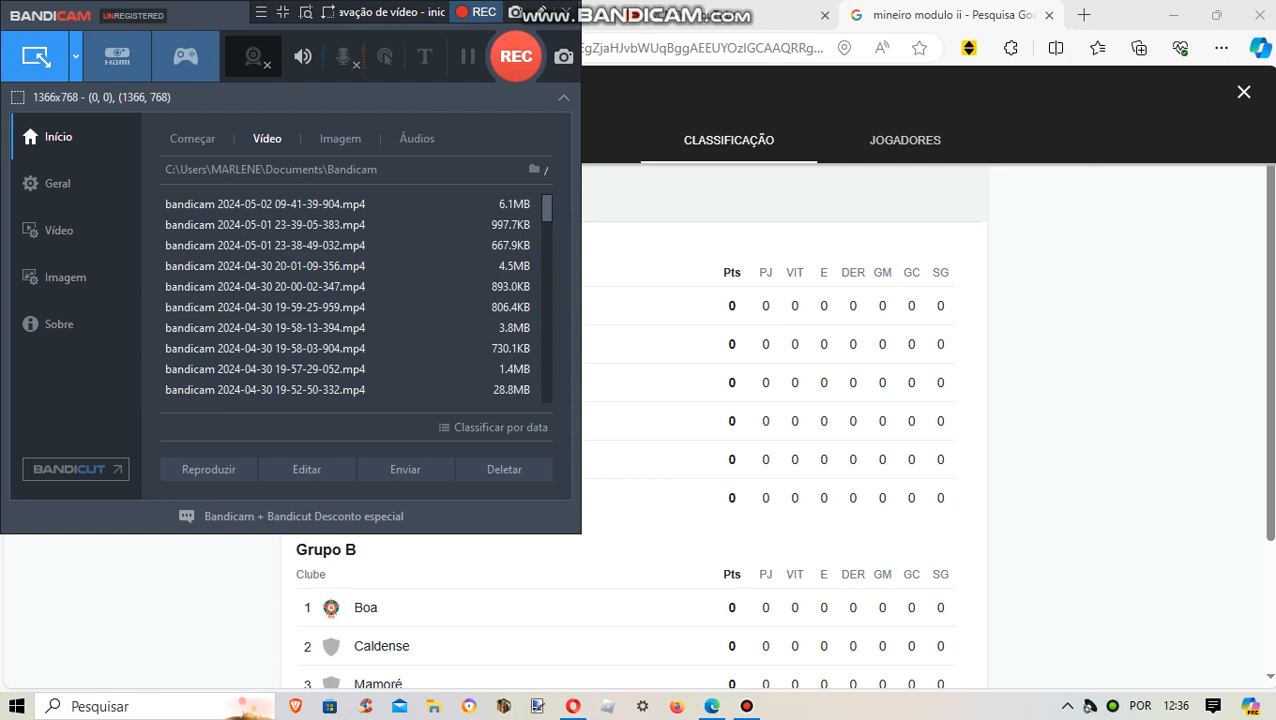 BANDICAM UNREGISTERED
avação de vídeo - inic
REC
www.BANDICAM.com
mineiro modulo ii - Pesquisa Goo
HDMI
REC
EgZjaHJvbWUqBggAEEUYOzIGCAAQRRg...
1366x768 - (0, 0), (1366, 768)
Início
Geral
Vídeo
Imagem
Sobre
BANDICUT
Começar
Vídeo
Imagem
Áudios
C:\Users\MARLENE\Documents\Bandicam
/
bandicam 2024-05-02 09-41-39-904.mp4 6.1MB
bandicam 2024-05-01 23-39-05-383.mp4 997.7KB
bandicam 2024-05-01 23-38-49-032.mp4 667.9KB
bandicam 2024-04-30 20-01-09-356.mp4 4.5MB
bandicam 2024-04-30 20-00-02-347.mp4 893.0KB
bandicam 2024-04-30 19-59-25-959.mp4 806.4KB
bandicam 2024-04-30 19-58-13-394.mp4 3.8MB
bandicam 2024-04-30 19-58-03-904.mp4 730.1KB
bandicam 2024-04-30 19-57-29-052.mp4 1.4MB
bandicam 2024-04-30 19-52-50-332.mp4 28.8MB
Classificar por data
Reproduzir Editar Enviar Deletar
Bandicam + Bandicut Desconto especial
CLASSIFICAÇÃO JOGADORES
Pts PJ VIT E DER GM GC SG
0 0 0 0 0 0 0 0
0 0 0 0 0 0 0 0
0 0 0 0 0 0 0 0
0 0 0 0 0 0 0 0
0 0 0 0 0 0 0 0
0 0 0 0 0 0 0 0
Grupo B
Clube Pts PJ VIT E DER GM GC SG
1 Boa 0 0 0 0 0 0 0 0
2 Caldense 0 0 0 0 0 0 0 0
3 Mamoré 0 0 0 0 0 0 0 0
Pesquisar
POR 12:36
PRE